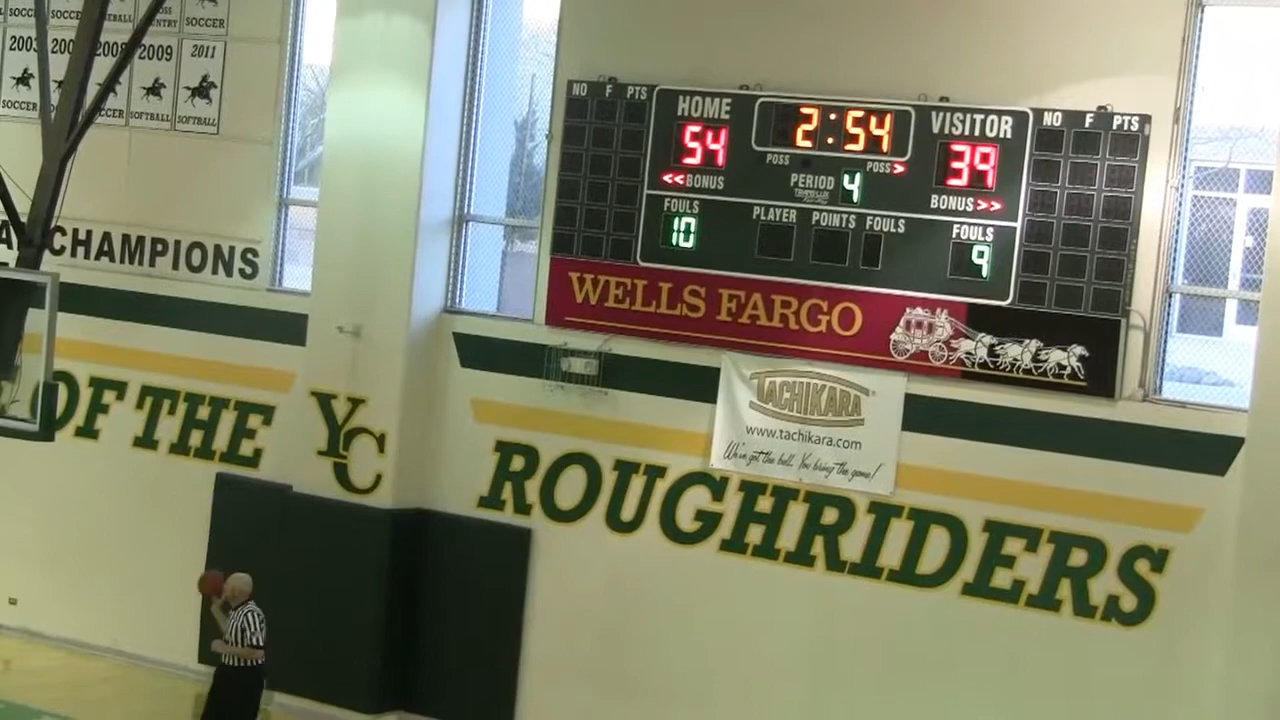 SOCCER
SOCCER
2003
2008
2009
2011
SOCCER
SOFTBALL
SOFTBALL
CHAMPIONS
OF THE
YC
ROUGHRIDERS
NO F PTS
HOME
54
2:54
VISITOR
39
NO F PTS
POSS
POSS >
<< BONUS
PERIOD 4
BONUS >>
FOULS
10
PLAYER POINTS FOULS
FOULS
9
WELLS FARGO
TACHIKARA
www.tachikara.com
We've got the ball. You bring the game!